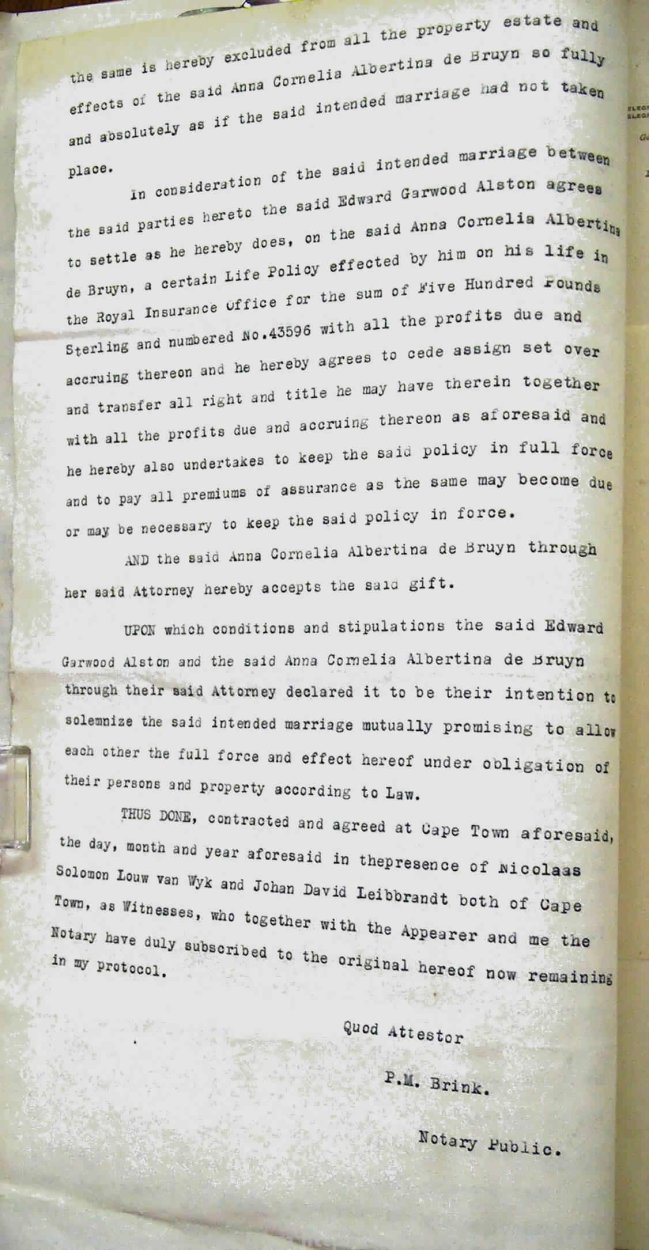 the same is hereby excluded from all the property estate and
effects of the said Anna Cornelia Albertina de Bruyn so fully
and absolutely as if the said intended marriage had not taken
place.
In consideration of the said intended marriage between
the said parties hereto the said Edward Garwood Alston agrees
to settle as he hereby does, on the said Anna Cornelia Albertina
de Bruyn, a certain Life Policy effected by him on his life in
the Royal Insurance Office for the sum of Five Hundred Pounds
Sterling and numbered No.43596 with all the profits due and
accruing thereon and he hereby agrees to cede assign set over
and transfer all right and title he may have therein together
with all the profits due and accruing thereon as aforesaid and
he hereby also undertakes to keep the said policy in full force
and to pay all premiums of assurance as the same may become due
or may be necessary to keep the said policy in force.
AND the said Anna Cornelia Albertina de Bruyn through
her said Attorney hereby accepts the said gift.
UPON which conditions and stipulations the said Edward
Garwood Alston and the said Anna Cornelia Albertina de Bruyn
through their said Attorney declared it to be their intention to
solemnize the said intended marriage mutually promising to allow
each other the full force and effect hereof under obligation of
their persons and property according to Law.
THUS DONE, contracted and agreed at Cape Town aforesaid,
the day, month and year aforesaid in thepresence of Nicolaas
Solomon Louw van Wyk and Johan David Leibbrandt both of Cape
Town, as Witnesses, who together with the Appearer and me the
Notary have duly subscribed to the original hereof now remaining
in my protocol.
Quod Attestor
P.M. Brink.
Notary Public.